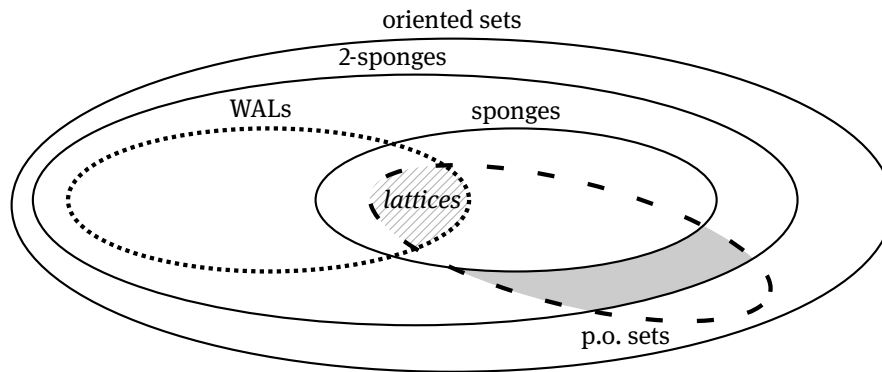 oriented sets
2-sponges
WALs
sponges
lattices
p.o. sets